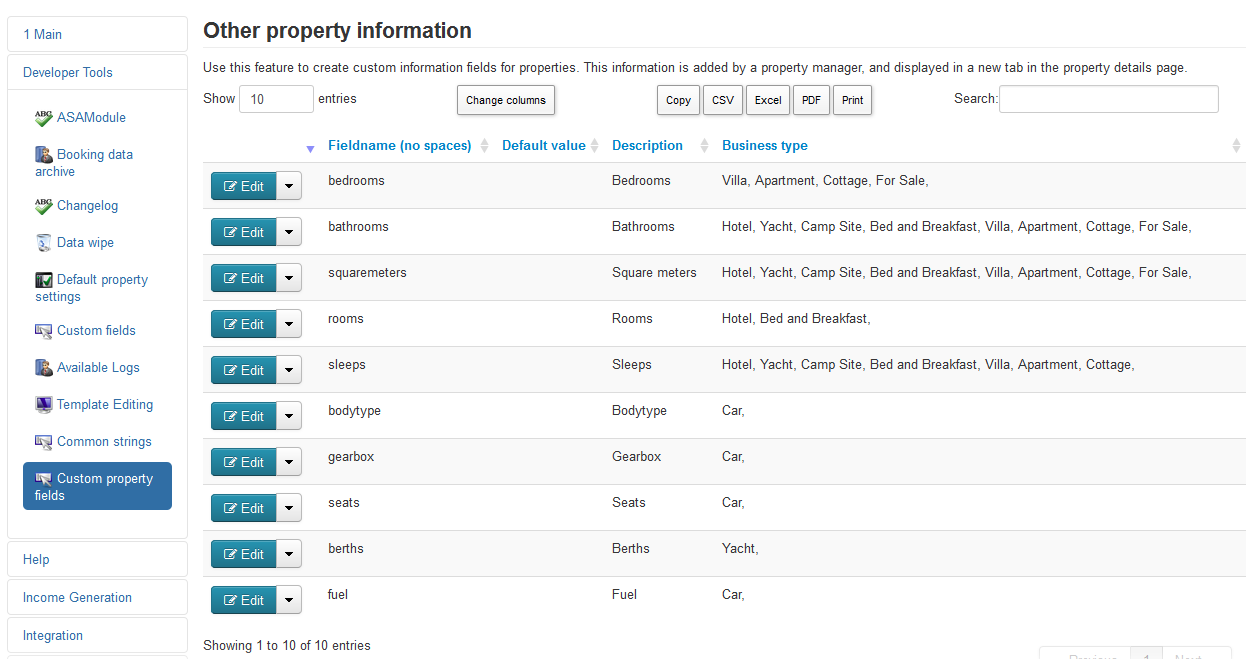 1 Main
Developer Tools
ABC ASAModule
Booking data
archive
ABC Changelog
Data wipe
Default property
settings
Custom fields
Available Logs
Template Editing
Common strings
Custom property
fields
Help
Income Generation
Integration
Other property information
Use this feature to create custom information fields for properties. This information is added by a property manager, and displayed in a new tab in the property details page.
Show 10 entries Change columns Copy CSV Excel PDF Print Search:
Fieldname (no spaces) Default value Description Business type
Edit bedrooms Bedrooms Villa, Apartment, Cottage, For Sale,
Edit bathrooms Bathrooms Hotel, Yacht, Camp Site, Bed and Breakfast, Villa, Apartment, Cottage, For Sale,
Edit squaremeters Square meters Hotel, Yacht, Camp Site, Bed and Breakfast, Villa, Apartment, Cottage, For Sale,
Edit rooms Rooms Hotel, Bed and Breakfast,
Edit sleeps Sleeps Hotel, Yacht, Camp Site, Bed and Breakfast, Villa, Apartment, Cottage,
Edit bodytype Bodytype Car,
Edit gearbox Gearbox Car,
Edit seats Seats Car,
Edit berths Berths Yacht,
Edit fuel Fuel Car,
Showing 1 to 10 of 10 entries
Previous 1 Next